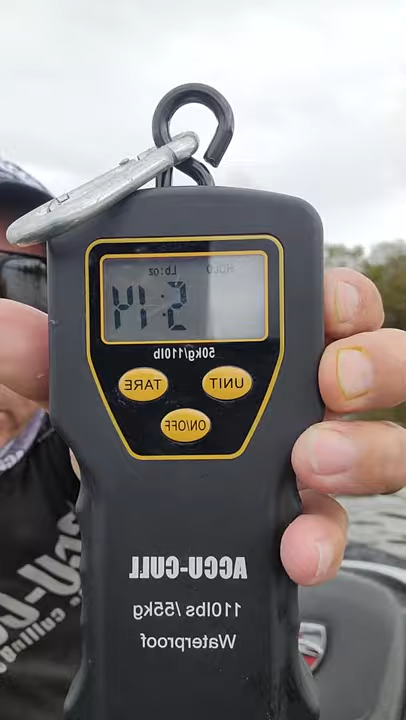 HOLD Lb:oz
5:14
50kg/110lb
UNIT TARE
ON/OFF
ACCU-CULL
110lbs/55kg
Waterproof